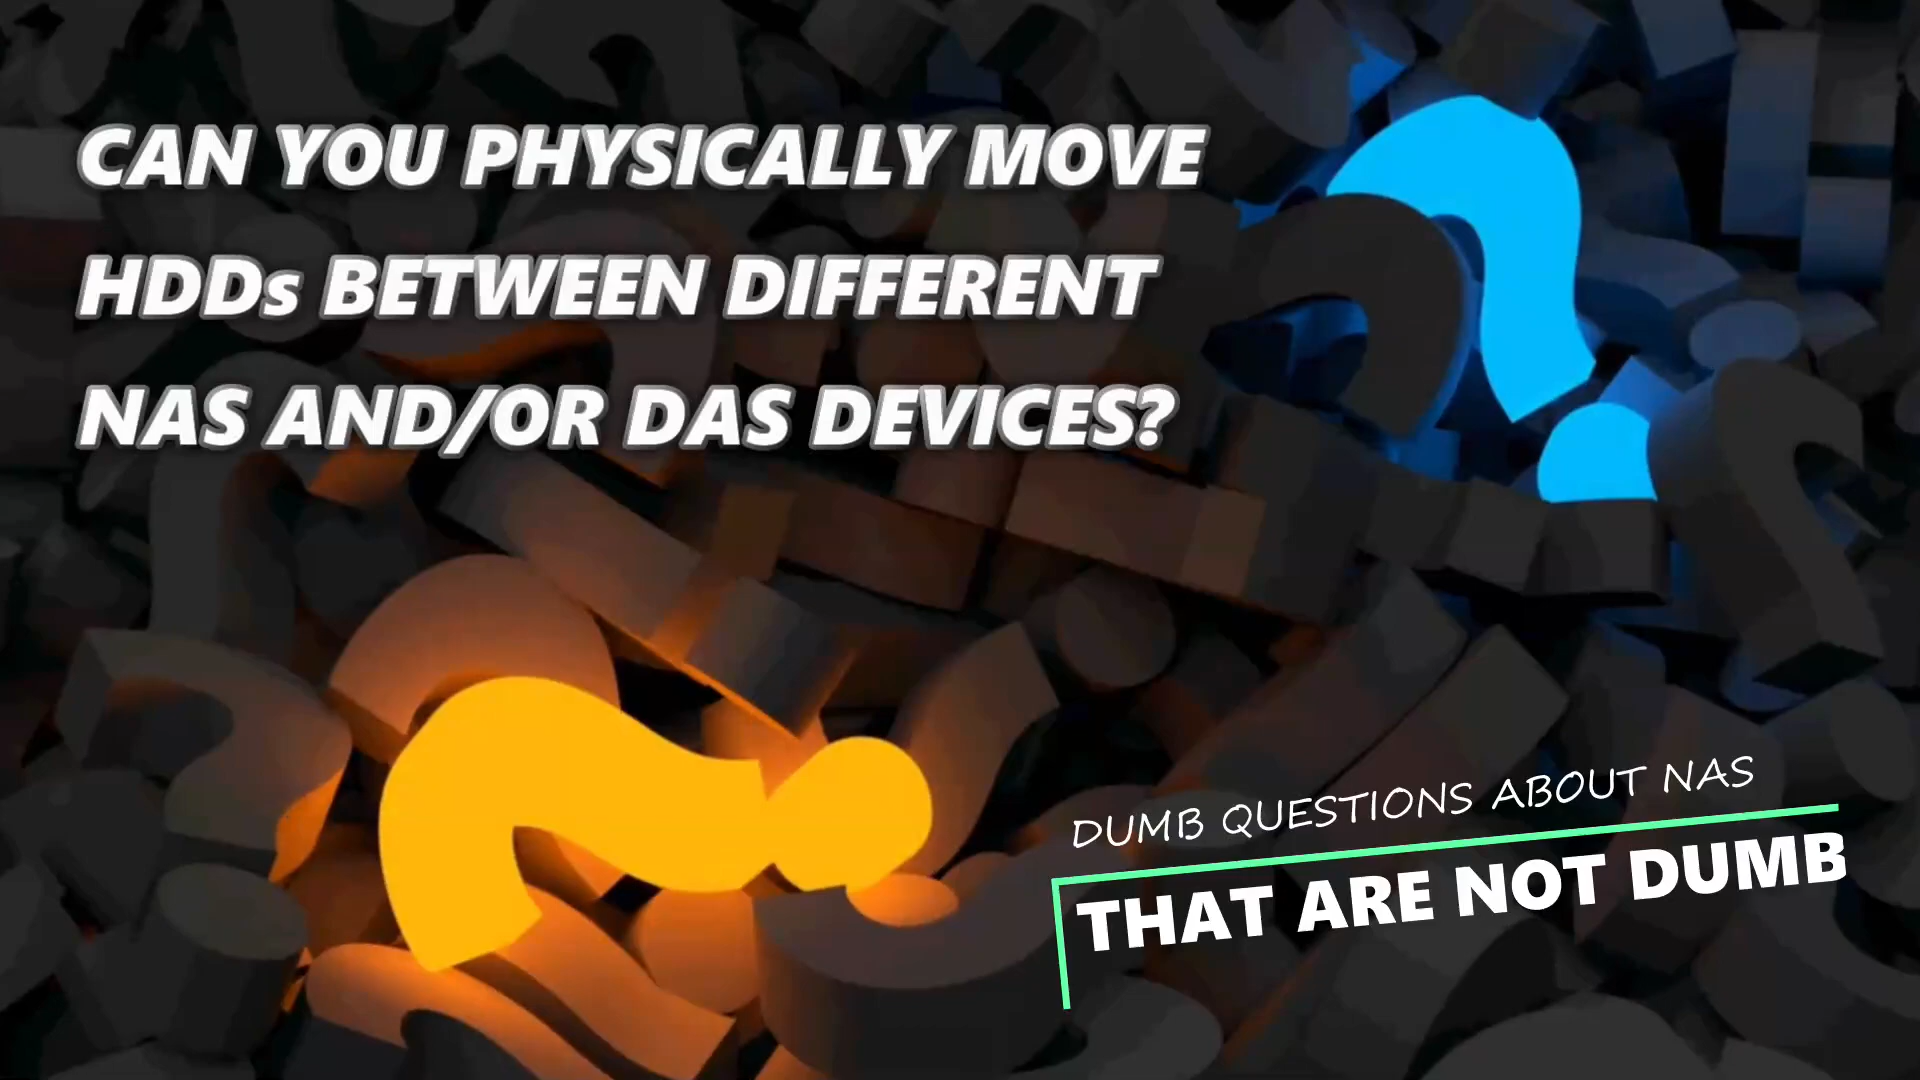 CAN YOU PHYSICALLY MOVE
HDDs BETWEEN DIFFERENT
NAS AND/OR DAS DEVICES?
DUMB QUESTIONS ABOUT NAS
THAT ARE NOT DUMB